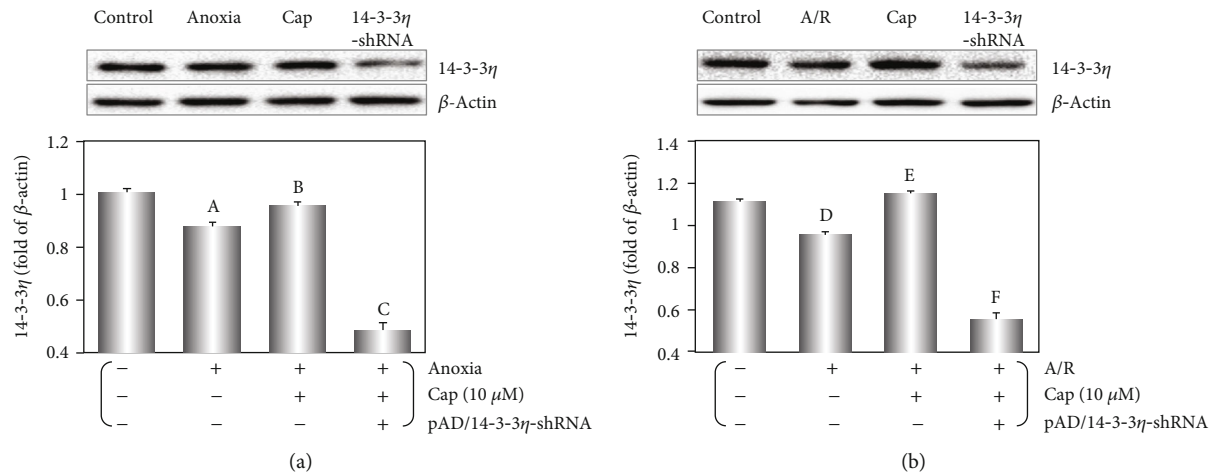 Control Anoxia Cap 14-3-3η
-shRNA
14-3-3η
β-Actin
14-3-3η (fold of β-actin)
1.2
1
0.8
0.6
0.4
A
B
C
− + + + Anoxia
− − + + Cap (10 μM)
− − − + pAD/14-3-3η-shRNA
(a)
Control A/R Cap 14-3-3η
-shRNA
14-3-3η
β-Actin
14-3-3η (fold of β-actin)
1.4
1.2
1
0.8
0.6
0.4
D
E
F
− + + + A/R
− − + + Cap (10 μM)
− − − + pAD/14-3-3η-shRNA
(b)